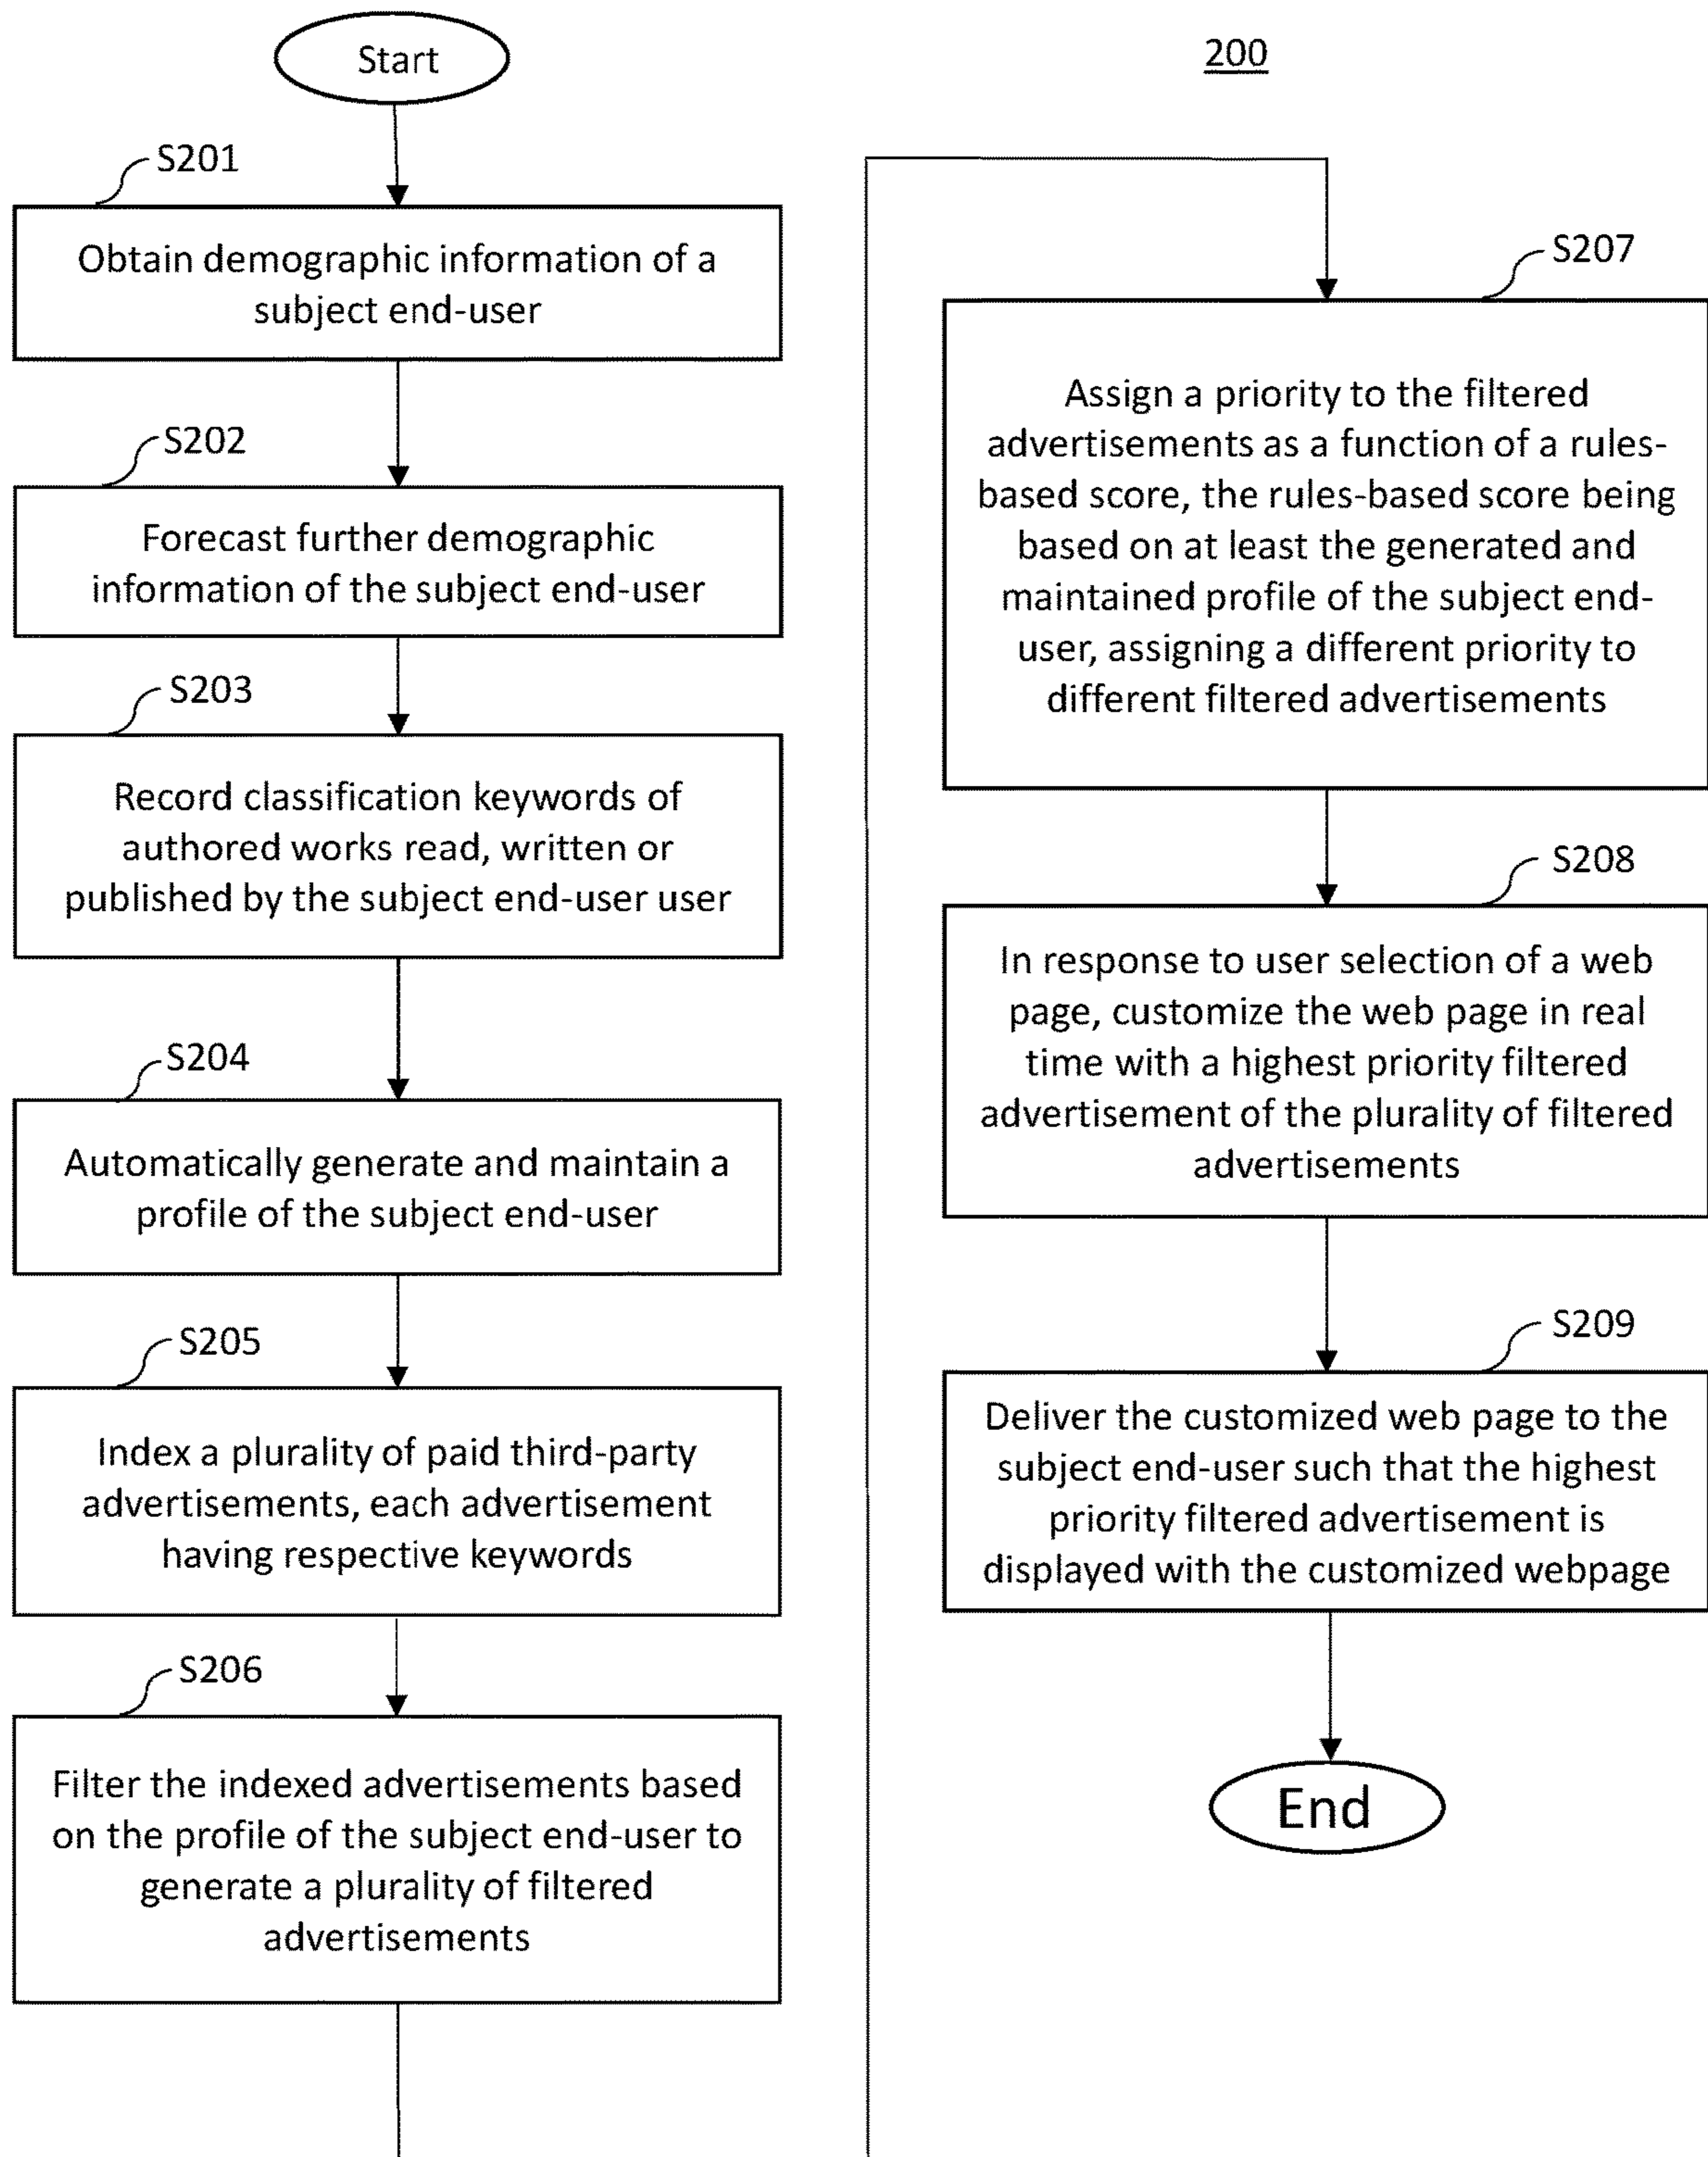 Start
S201
Obtain demographic information of a
subject end-user
S202
Forecast further demographic
information of the subject end-user
S203
Record classification keywords of
authored works read, written or
published by the subject end-user user
S204
Automatically generate and maintain a
profile of the subject end-user
S205
Index a plurality of paid third-party
advertisements, each advertisement
having respective keywords
S206
Filter the indexed advertisements based
on the profile of the subject end-user to
generate a plurality of filtered
advertisements
200
S207
Assign a priority to the filtered
advertisements as a function of a rules-
based score, the rules-based score being
based on at least the generated and
maintained profile of the subject end-
user, assigning a different priority to
different filtered advertisements
S208
In response to user selection of a web
page, customize the web page in real
time with a highest priority filtered
advertisement of the plurality of filtered
advertisements
S209
Deliver the customized web page to the
subject end-user such that the highest
priority filtered advertisement is
displayed with the customized webpage
End